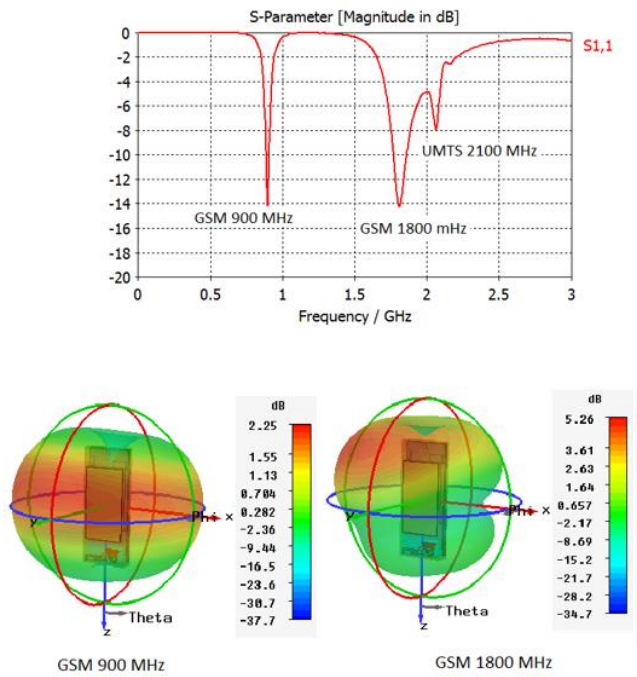 S-Parameter [Magnitude in dB]
0
-2
-4
-6
-8
-10
-12
-14
-16
-18
-20
S1,1
UMTS 2100 MHz
GSM 900 MHz
GSM 1800 mHz
0 0.5 1 1.5 2 2.5 3
Frequency / GHz
dB
2.25
1.55
1.13
0.704
0.282
-2.36
-9.44
-16.5
-23.6
-30.7
-37.7
y
Phi x
Theta
z
GSM 900 MHz
dB
5.26
3.61
2.63
1.64
0.657
-2.17
-8.69
-15.2
-21.7
-28.2
-34.7
y
Phi x
Theta
z
GSM 1800 MHz